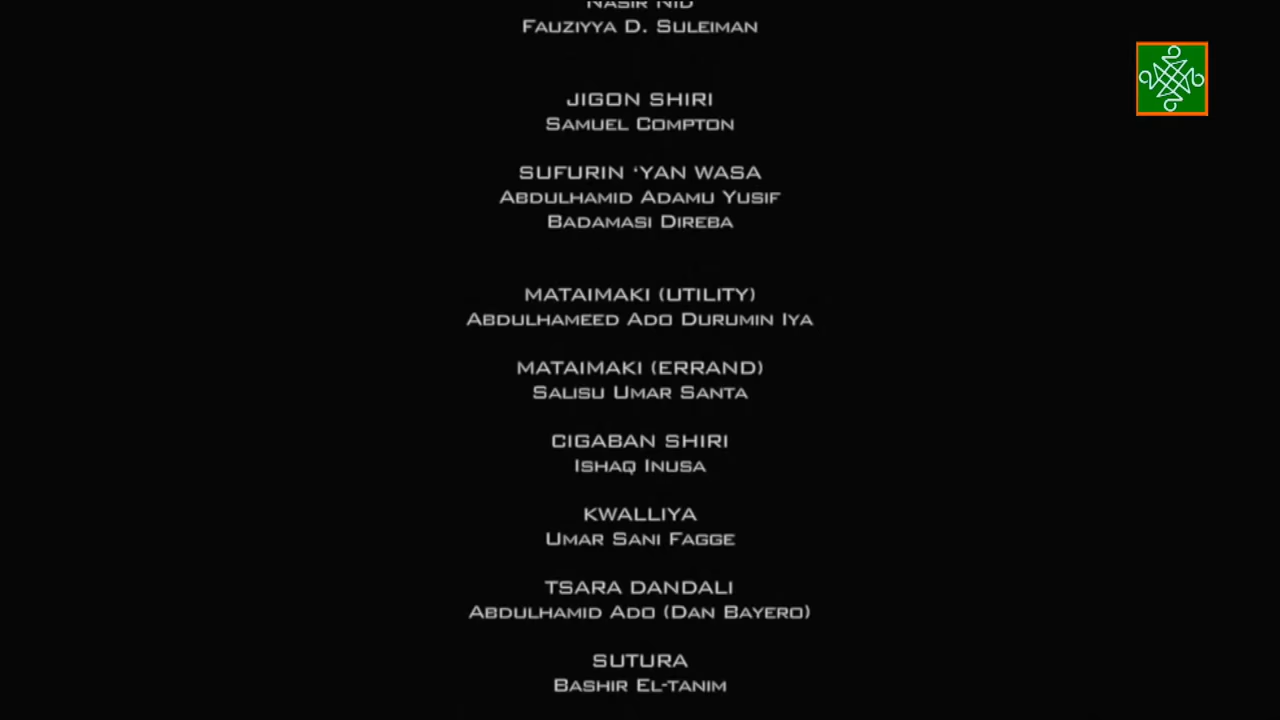 Nasir Nid
Fauziyya D. Suleiman
JIGON SHIRI
Samuel Compton
SUFURIN ‘YAN WASA
Abdulhamid Adamu Yusif
Badamasi Direba
MATAIMAKI (UTILITY)
Abdulhameed Ado Durumin Iya
MATAIMAKI (ERRAND)
Salisu Umar Santa
CIGABAN SHIRI
Ishaq Inusa
KWALLIYA
Umar Sani Fagge
TSARA DANDALI
Abdulhamid Ado (Dan Bayero)
SUTURA
Bashir El-tanim